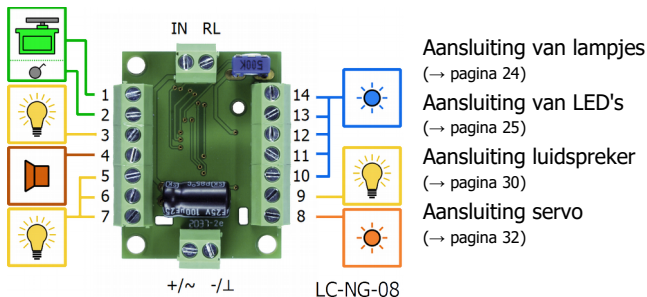 IN RL
500K
1
2
3
4
5
6
7
14
13
12
11
10
9
8
+/~ -/⊥
LC-NG-08
Aansluiting van lampjes
(→ pagina 24)
Aansluiting van LED's
(→ pagina 25)
Aansluiting luidspreker
(→ pagina 30)
Aansluiting servo
(→ pagina 32)